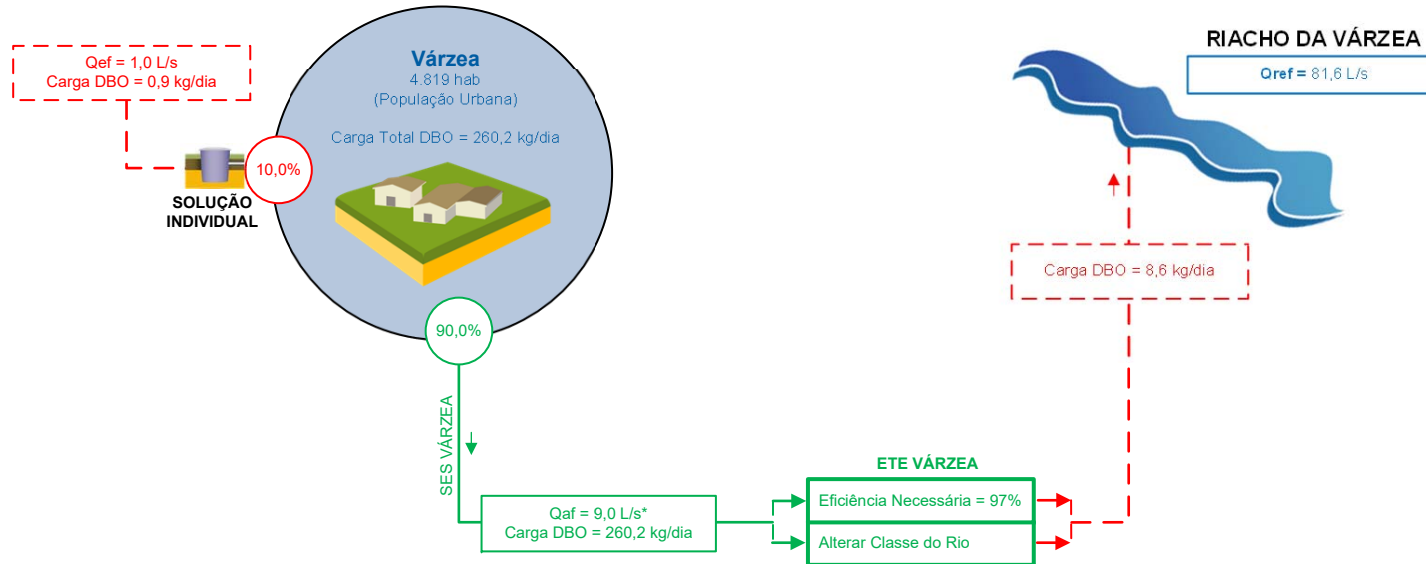 Qef = 1,0 L/s
Carga DBO = 0,9 kg/dia
SOLUÇÃO
INDIVIDUAL
10,0%
Várzea
4.819 hab
(População Urbana)
Carga Total DBO = 260,2 kg/dia
90,0%
SES VÁRZEA
Qaf = 9,0 L/s*
Carga DBO = 260,2 kg/dia
ETE VÁRZEA
Eficiência Necessária = 97%
Alterar Classe do Rio
Carga DBO = 8,6 kg/dia
RIACHO DA VÁRZEA
Qref = 81,6 L/s